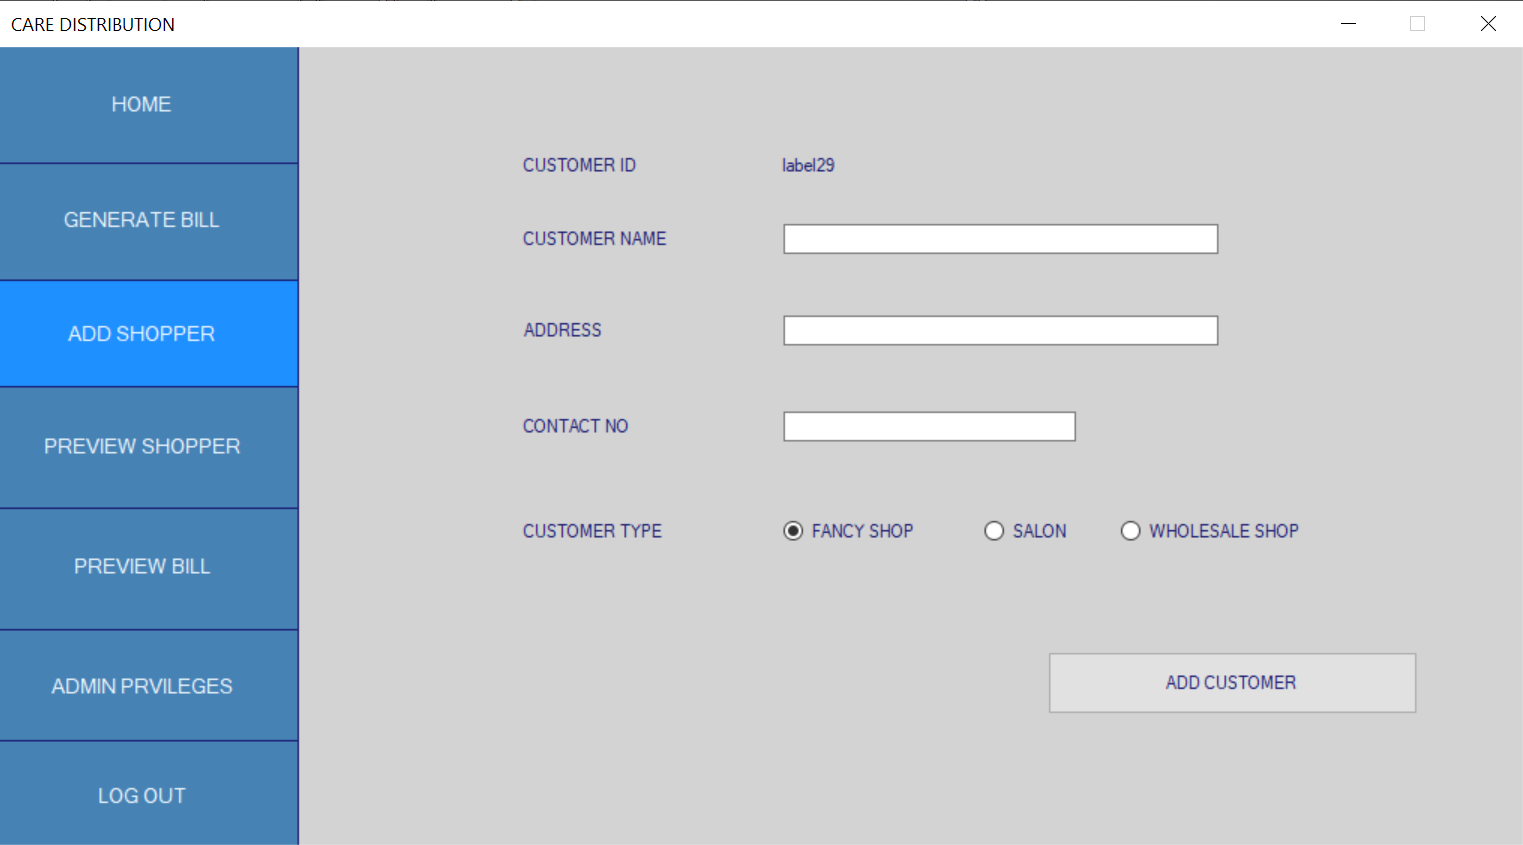 CARE DISTRIBUTION
HOME
GENERATE BILL
ADD SHOPPER
PREVIEW SHOPPER
PREVIEW BILL
ADMIN PRVILEGES
LOG OUT
CUSTOMER ID label29
CUSTOMER NAME
ADDRESS
CONTACT NO
CUSTOMER TYPE FANCY SHOP SALON WHOLESALE SHOP
ADD CUSTOMER